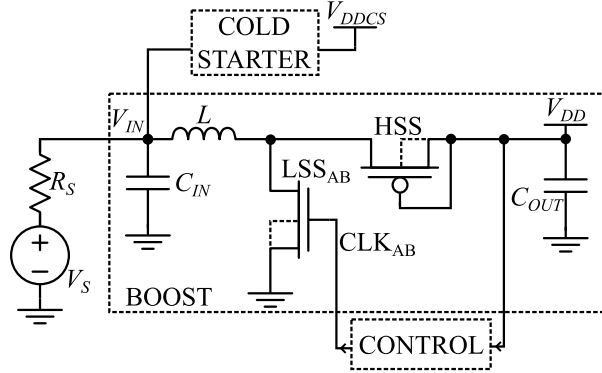 COLD
STARTER
V_DDCS
V_IN
L
HSS
V_DD
R_S
C_IN
LSS_AB
C_OUT
+
−
V_S
CLK_AB
BOOST
CONTROL